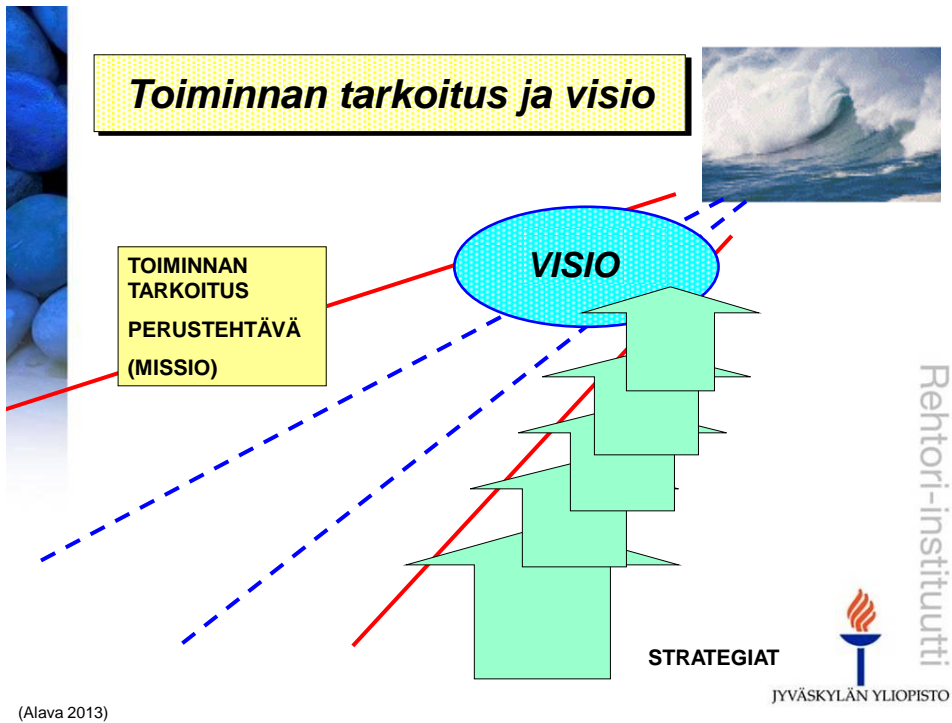 Toiminnan tarkoitus ja visio
VISIO
TOIMINNAN
TARKOITUS
PERUSTEHTÄVÄ
(MISSIO)
Rehtori-instituutti
STRATEGIAT
JYVÄSKYLÄN YLIOPISTO
(Alava 2013)